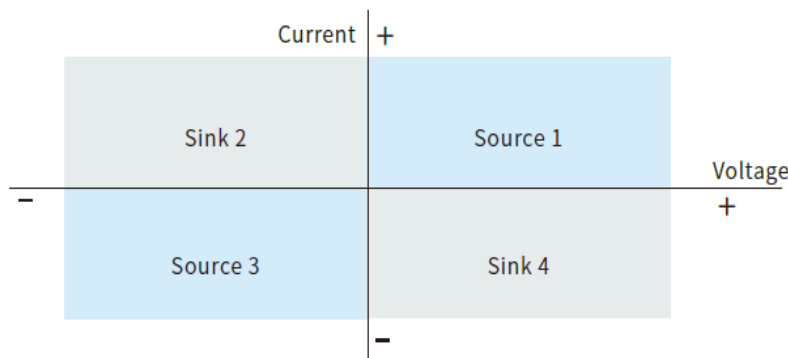 Current +
Sink 2
Source 1
Voltage
- +
Source 3
Sink 4
-